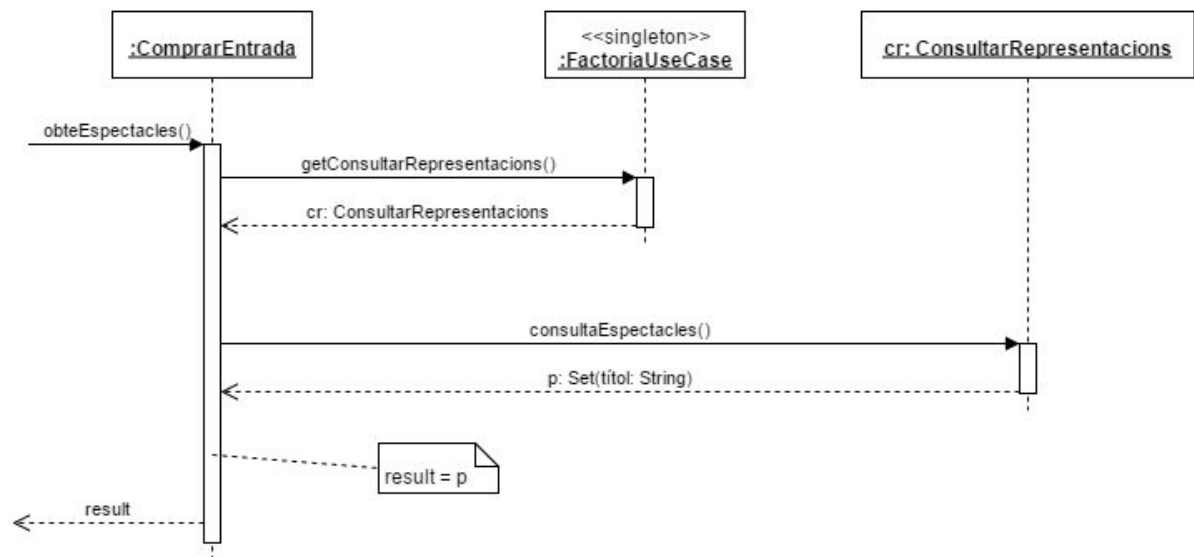 :ComprarEntrada
<<singleton>>
:FactoriaUseCase
cr: ConsultarRepresentacions
obteEspectacles()
getConsultarRepresentacions()
cr: ConsultarRepresentacions
consultaEspectacles()
p: Set(títol: String)
result = p
result